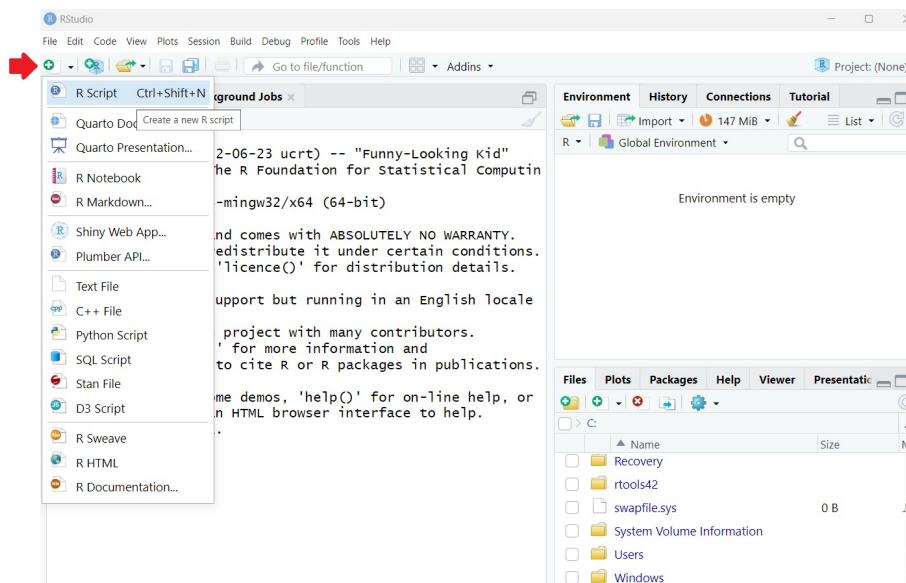 RStudio
File Edit Code View Plots Session Build Debug Profile Tools Help
Go to file/function
Addins
Project: (None)
R Script Ctrl+Shift+N
Create a new R script
Quarto Doc
Quarto Presentation...
R Notebook
R Markdown...
Shiny Web App...
Plumber API...
Text File
C++ File
Python Script
SQL Script
Stan File
D3 Script
R Sweave
R HTML
R Documentation...
kground Jobs
2-06-23 ucrt) -- "Funny-Looking Kid"
he R Foundation for Statistical Computin
-mingw32/x64 (64-bit)
nd comes with ABSOLUTELY NO WARRANTY.
redistribute it under certain conditions.
'licence()' for distribution details.
upport but running in an English locale
project with many contributors.
' for more information and
to cite R or R packages in publications.
me demos, 'help()' for on-line help, or
n HTML browser interface to help.
.
Environment History Connections Tutorial
Import 147 MiB List
R Global Environment
Environment is empty
Files Plots Packages Help Viewer Presentatic
C:
Name Size
Recovery
rtools42
swapfile.sys 0 B
System Volume Information
Users
Windows